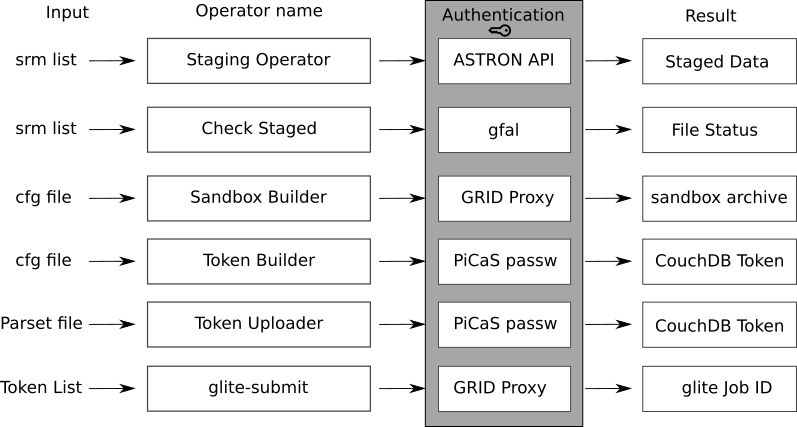 Input Operator name Authentication Result
srm list Staging Operator ASTRON API Staged Data
srm list Check Staged gfal File Status
cfg file Sandbox Builder GRID Proxy sandbox archive
cfg file Token Builder PiCaS passw CouchDB Token
Parset file Token Uploader PiCaS passw CouchDB Token
Token List glite-submit GRID Proxy glite Job ID